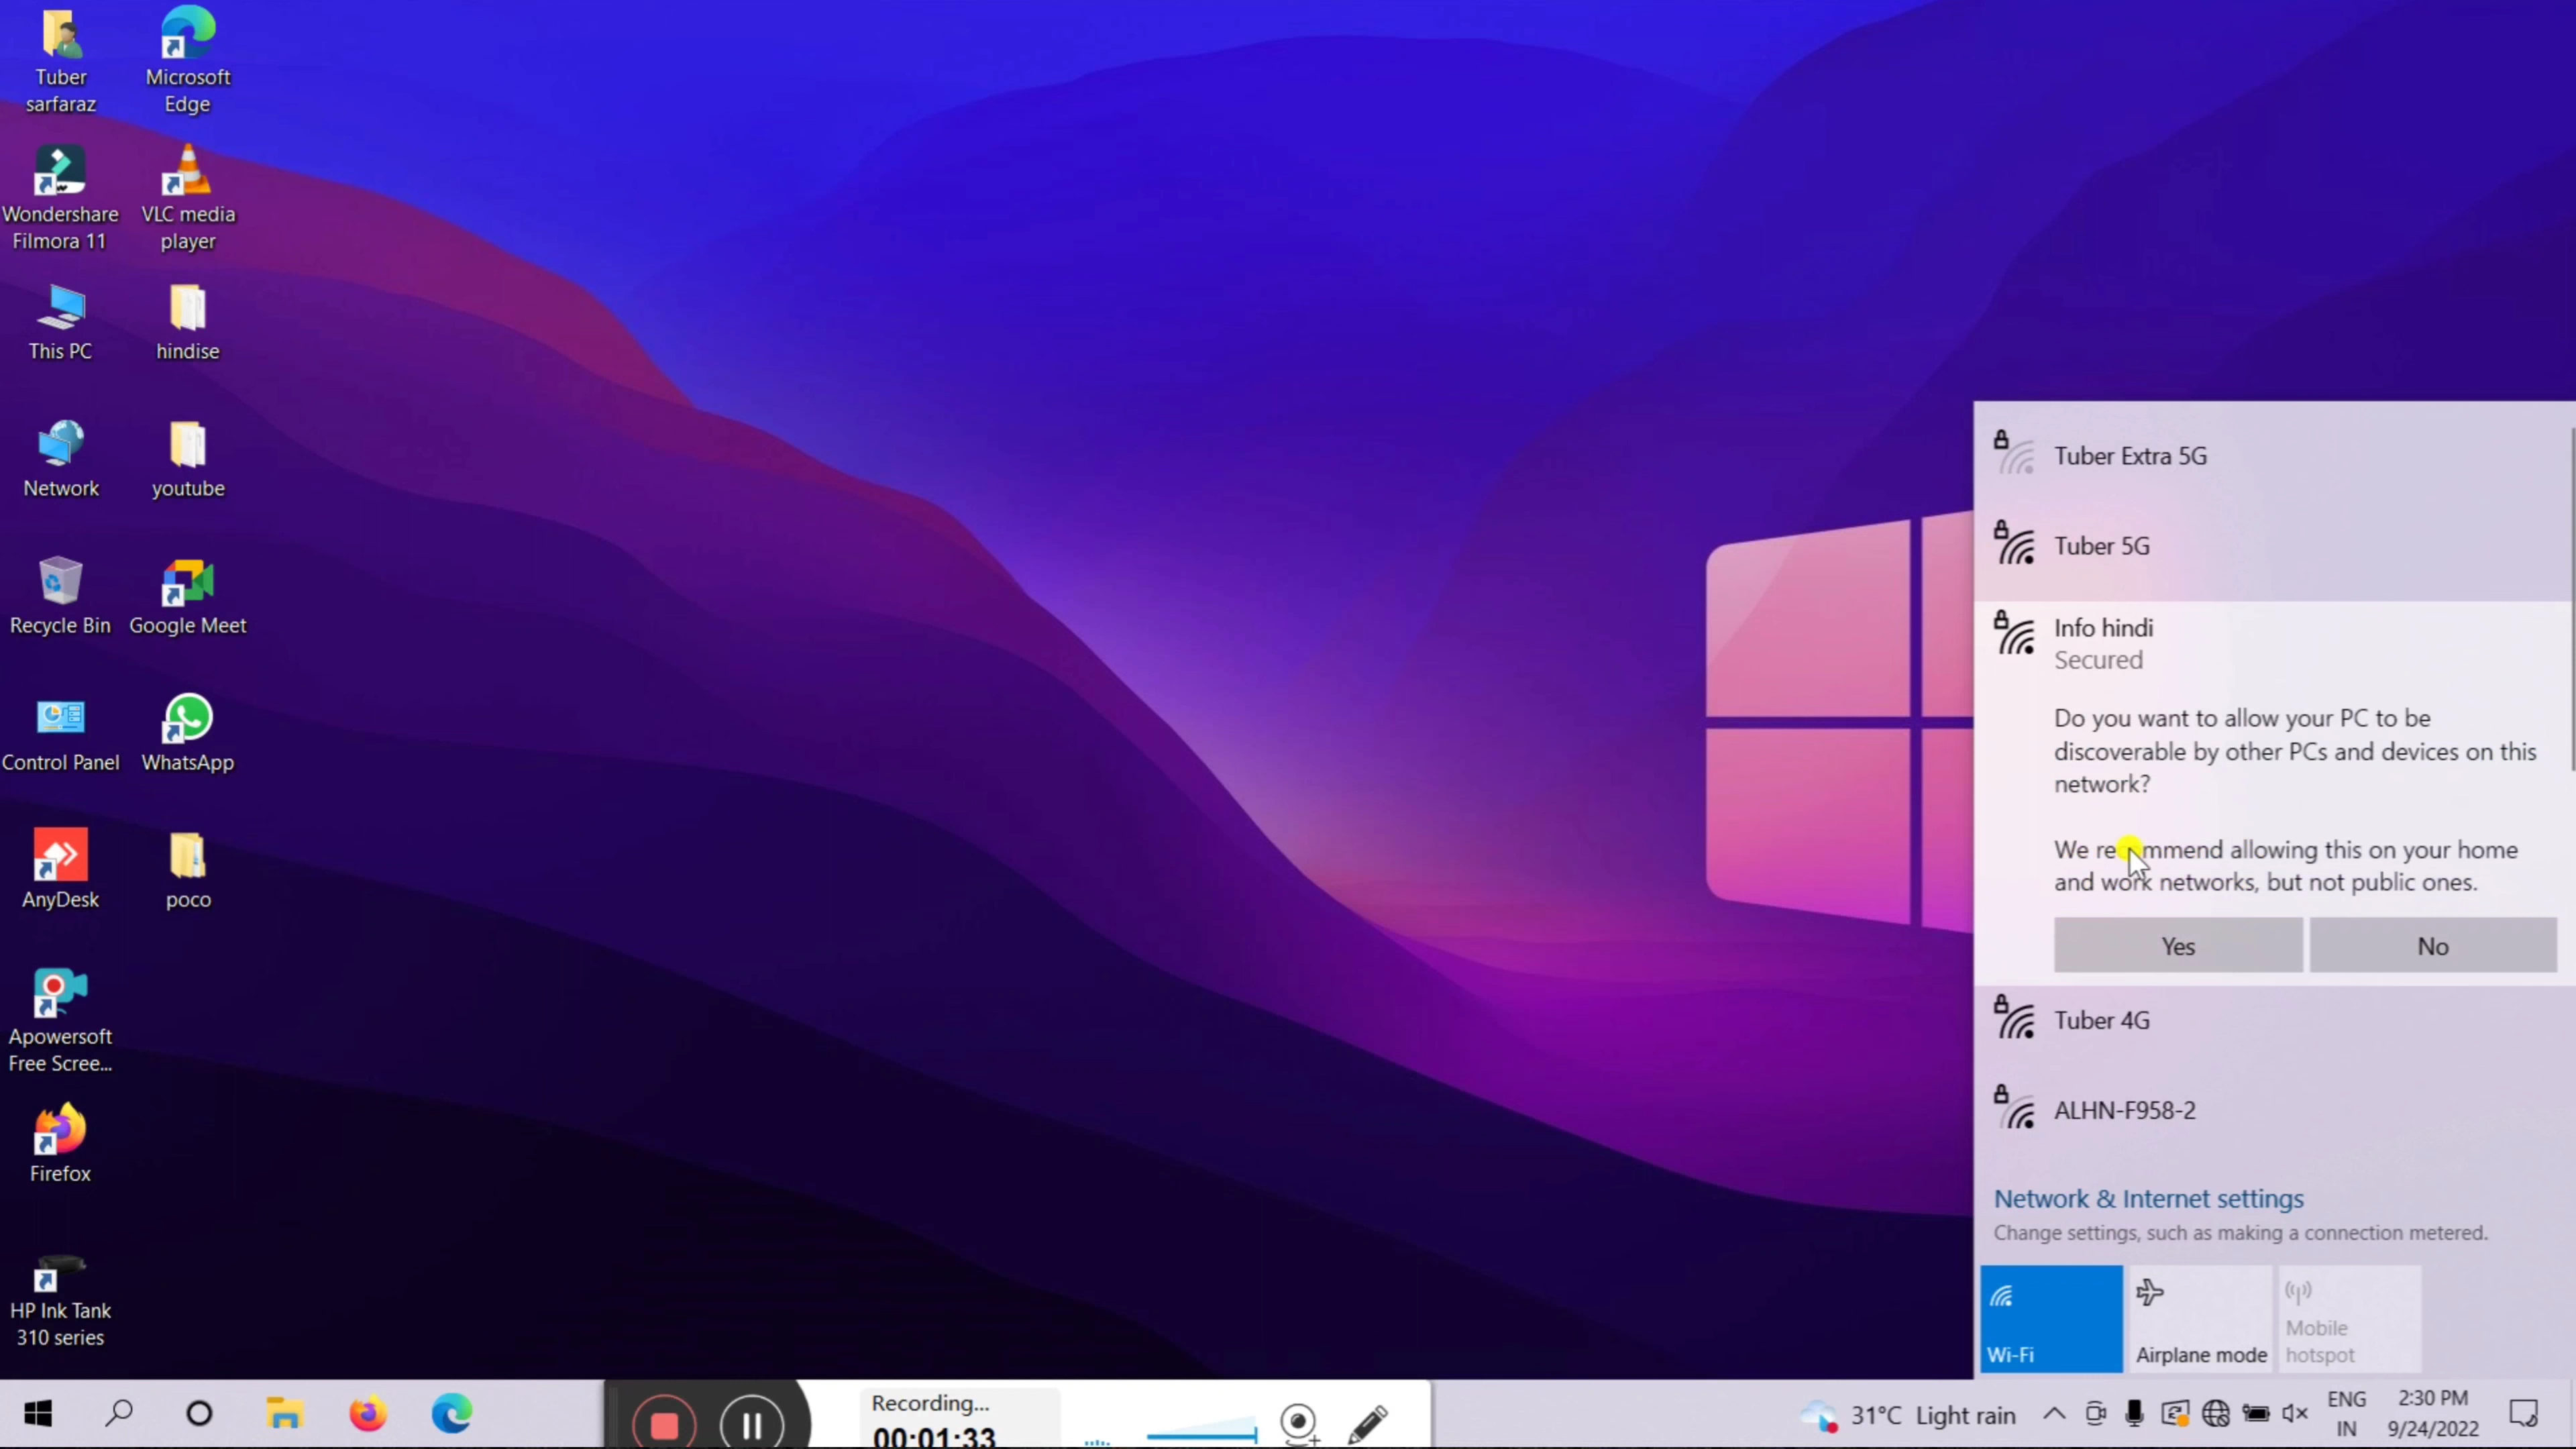 Tuber
sarfaraz
Microsoft
Edge
Wondershare
Filmora 11
VLC media
player
This PC
hindise
Network
youtube
Recycle Bin
Google Meet
Control Panel
WhatsApp
AnyDesk
poco
Apowersoft
Free Scree...
Firefox
HP Ink Tank
310 series
Tuber Extra 5G
Tuber 5G
Info hindi
Secured
Do you want to allow your PC to be
discoverable by other PCs and devices on this
network?
We recommend allowing this on your home
and work networks, but not public ones.
Yes
No
Tuber 4G
ALHN-F958-2
Network & Internet settings
Change settings, such as making a connection metered.
Wi-Fi
Airplane mode
Mobile
hotspot
Recording...
00:01:33
31°C Light rain
ENG
IN
2:30 PM
9/24/2022